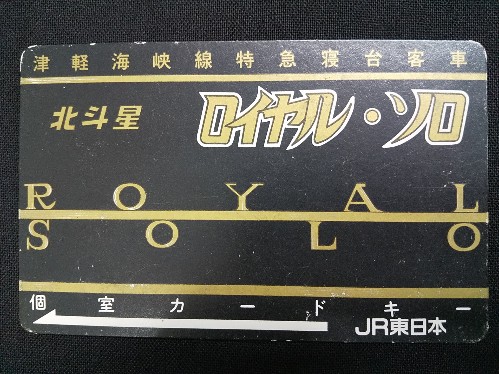 津軽海峡線特急寝台客車
北斗星 ロイヤル・ソロ
ROYAL
SOLO
個室カードキー
JR東日本